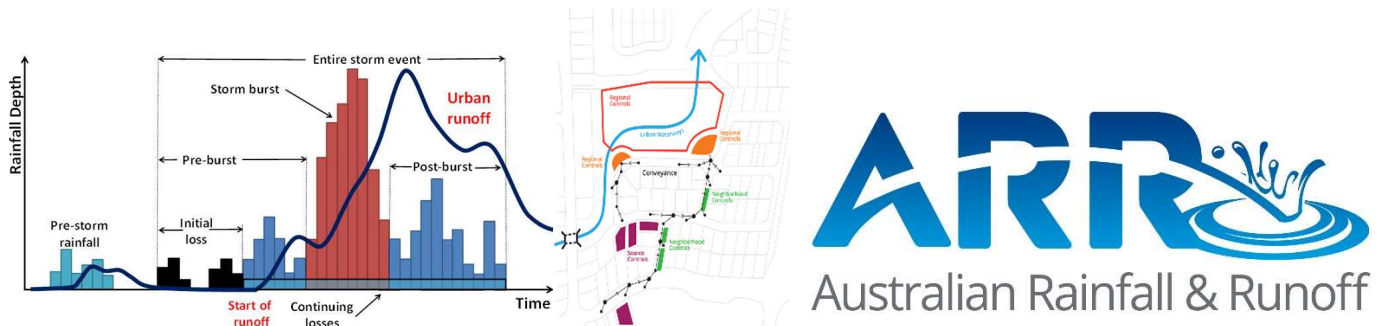 Rainfall Depth
Entire storm event
Storm burst
Urban
runoff
Pre-burst
Post-burst
Pre-storm
rainfall
Initial
loss
Start of
runoff
Continuing
losses
Time
Regional
Controls
Urban Waterways
Regional
Controls
Regional
Controls
Conveyance
Neighborhood
Controls
Source
Controls
Neighborhood
Controls
ARR
Australian Rainfall & Runoff